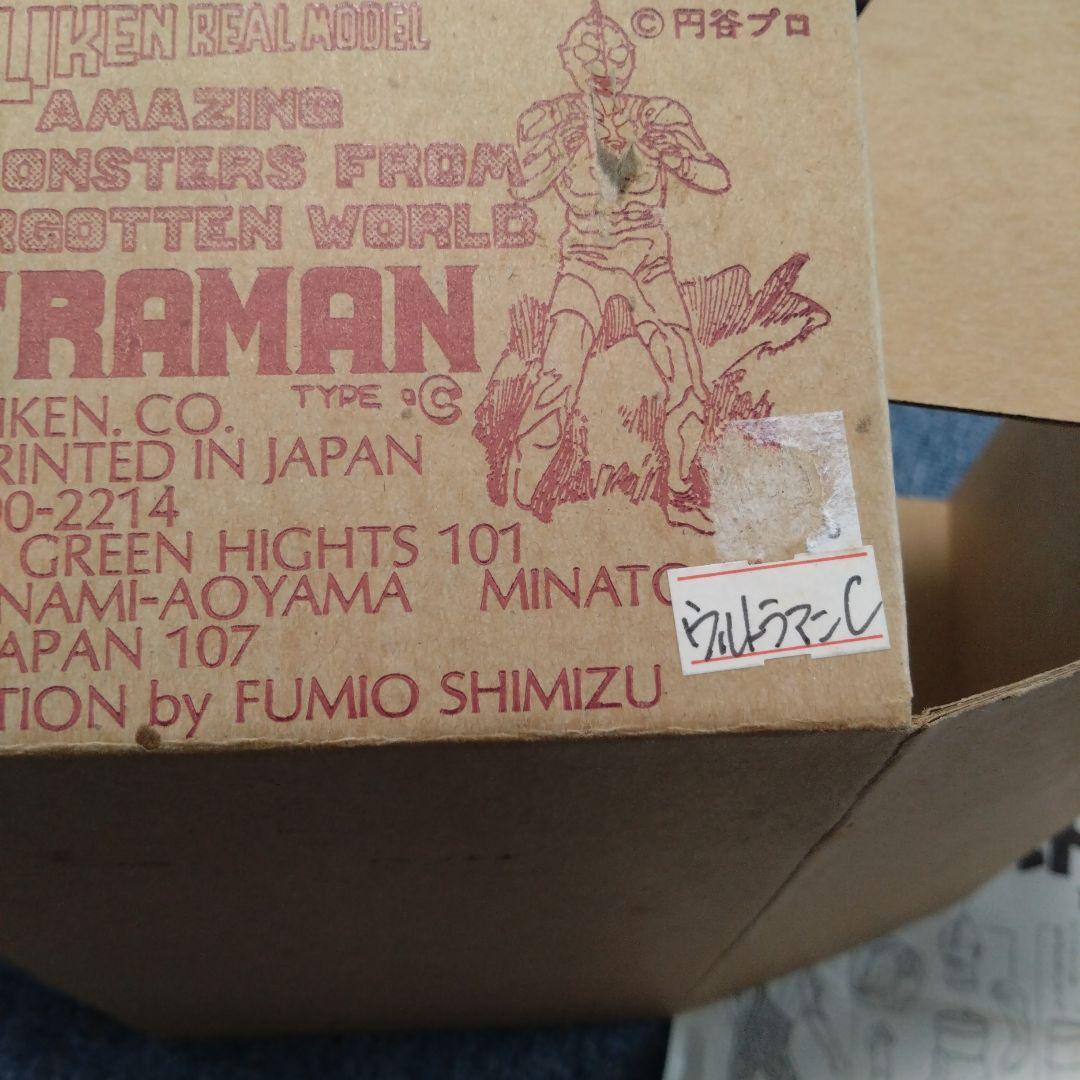 IKEN REAL MODEL
© 円谷プロ
AMAZING
ONSTERS FROM
RGOTTEN WORLD
RAMAN
TYPE ©
IKEN. CO.
RINTED IN JAPAN
0-2214
GREEN HIGHTS 101
NAMI-AOYAMA MINATO
APAN 107
TION by FUMIO SHIMIZU
ウルトラマンC